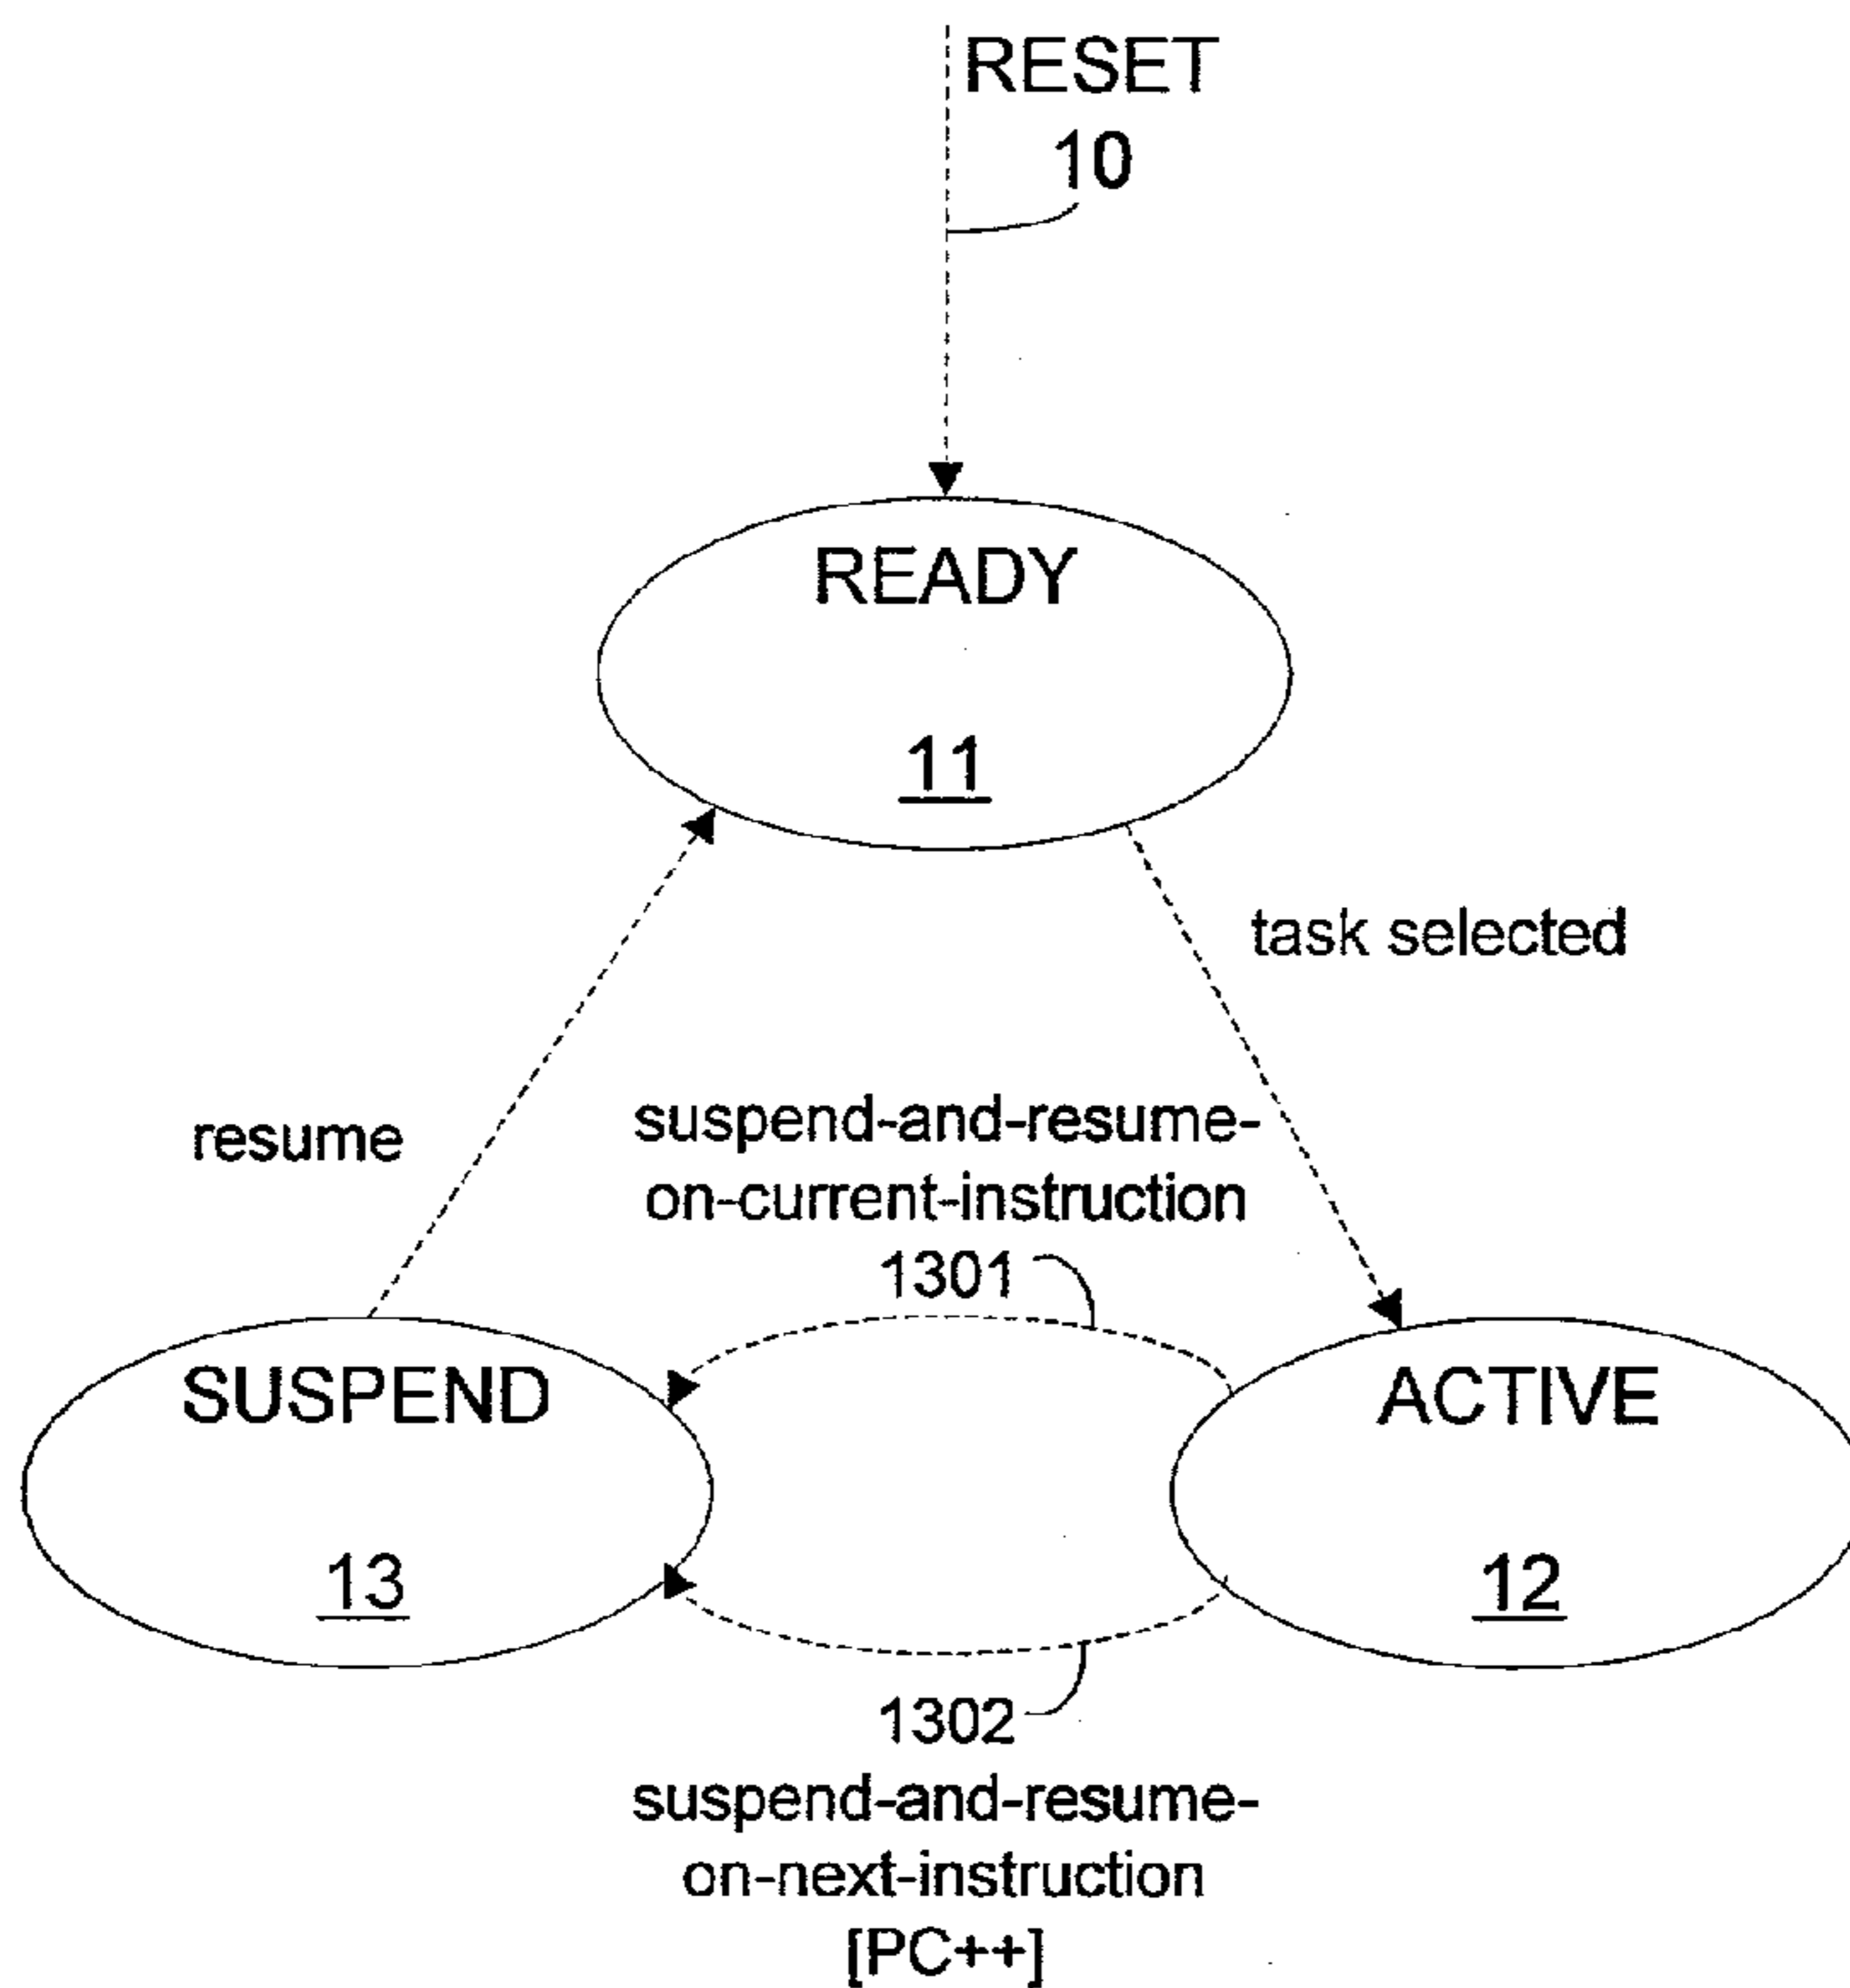 RESET
10
READY
11
task selected
resume
suspend-and-resume-
on-current-instruction
1301
SUSPEND
13
ACTIVE
12
1302
suspend-and-resume-
on-next-instruction
[PC++]